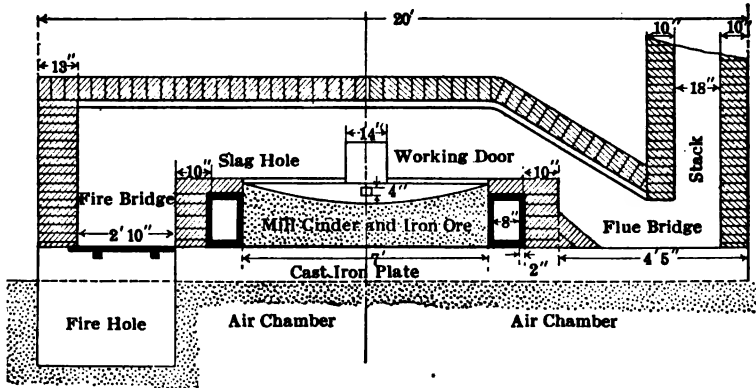 20'
10" 10"
13"
18"
Stack
14"
10" Slag Hole Working Door 10"
4"
Fire Bridge
Mill Cinder and Iron Ore 8 Flue Bridge
2' 10"
7' 2" 4' 5"
Cast Iron Plate
Fire Hole Air Chamber Air Chamber